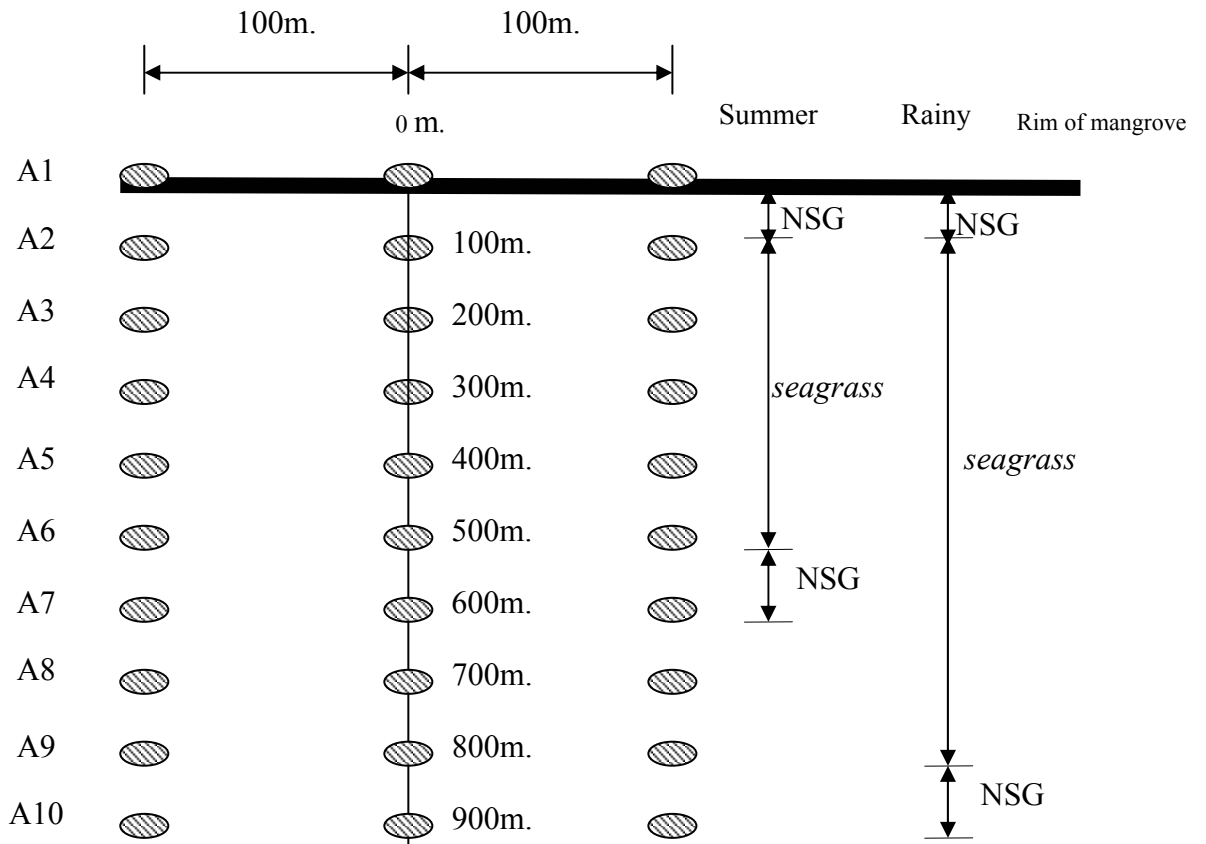 100m. 100m.
0 m. Summer Rainy Rim of mangrove
A1
NSG NSG
A2 100m.
A3 200m.
A4 300m. seagrass
A5 400m. seagrass
A6 500m.
NSG
A7 600m.
A8 700m.
A9 800m.
NSG
A10 900m.